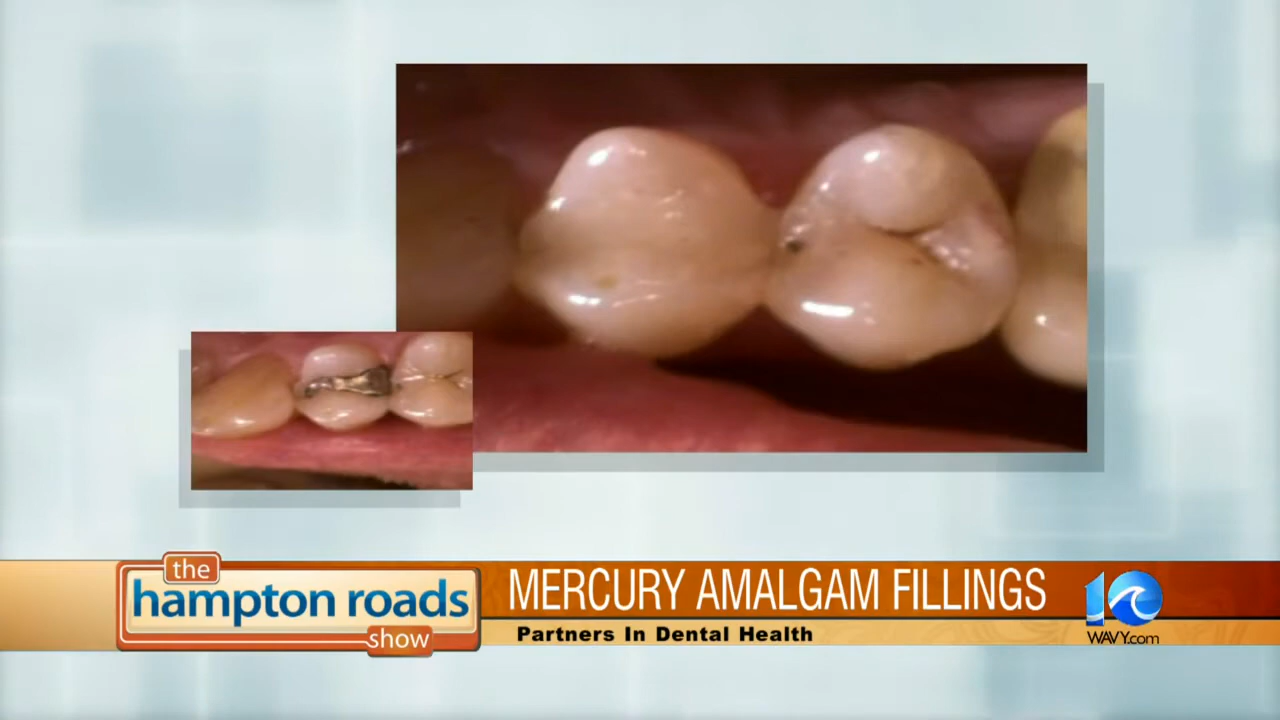 the
hampton roads
show
MERCURY AMALGAM FILLINGS
Partners In Dental Health
10
WAVY.com